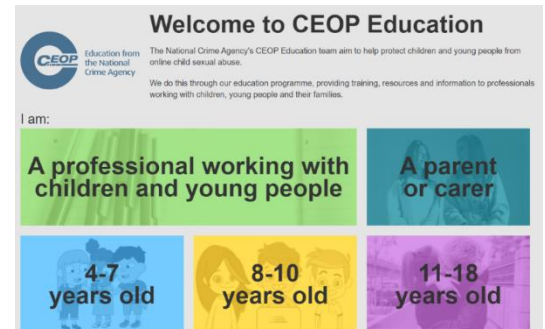 Welcome to CEOP Education
CEOP
Education from
the National
Crime Agency
The National Crime Agency's CEOP Education team aim to help protect children and young people from
online child sexual abuse.
We do this through our education programme, providing training, resources and information to professionals
working with children, young people and their families.
I am:
A professional working with
children and young people
A parent
or carer
4-7
years old
8-10
years old
11-18
years old